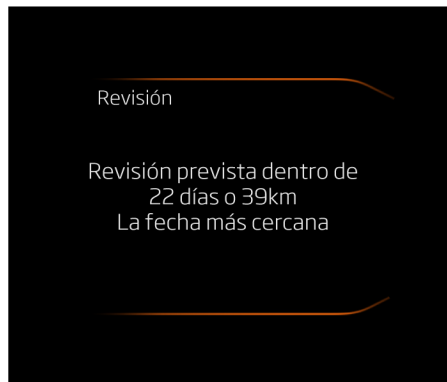 Revisión
Revisión prevista dentro de
22 días o 39km
La fecha más cercana